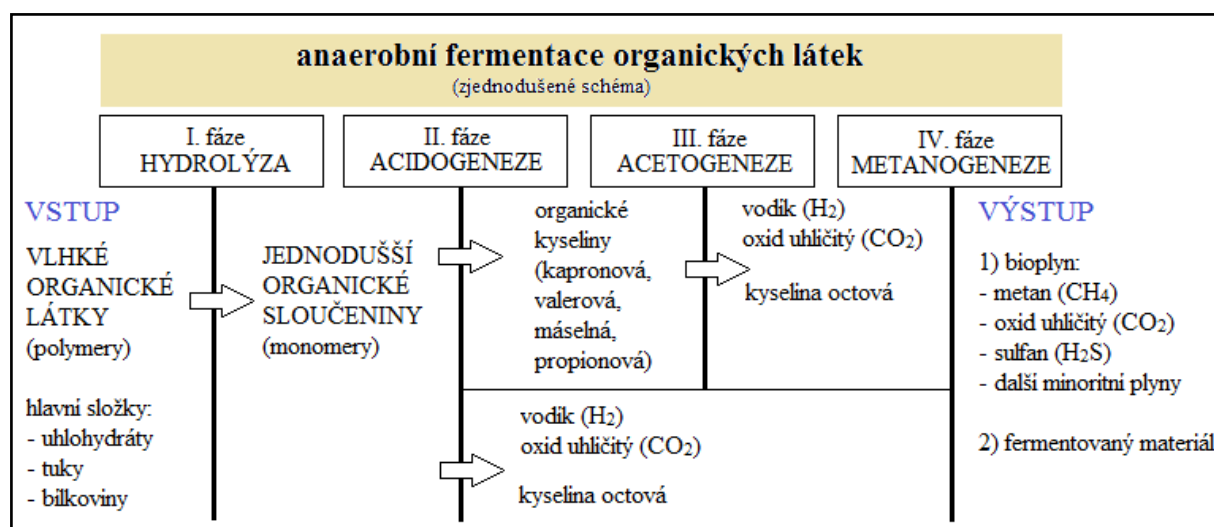 anaerobní fermentace organických látek
(zjednodušené schéma)
I. fáze
HYDROLÝZA
II. fáze
ACIDOGENEZE
III. fáze
ACETOGENEZE
IV. fáze
METANOGENEZE
VSTUP
VLHKÉ
ORGANICKÉ
LÁTKY
(polymery)
hlavní složky:
- uhlohydráty
- tuky
- bílkoviny
JEDNODUŠŠÍ
ORGANICKÉ
SLOUČENINY
(monomery)
organické
kyseliny
(kapronová,
valerová,
máselná,
propionová)
vodík (H2)
oxid uhličitý (CO2)
kyselina octová
vodík (H2)
oxid uhličitý (CO2)
kyselina octová
VÝSTUP
1) bioplyn:
- metan (CH4)
- oxid uhličitý (CO2)
- sulfan (H2S)
- další minoritní plyny
2) fermentovaný materiál